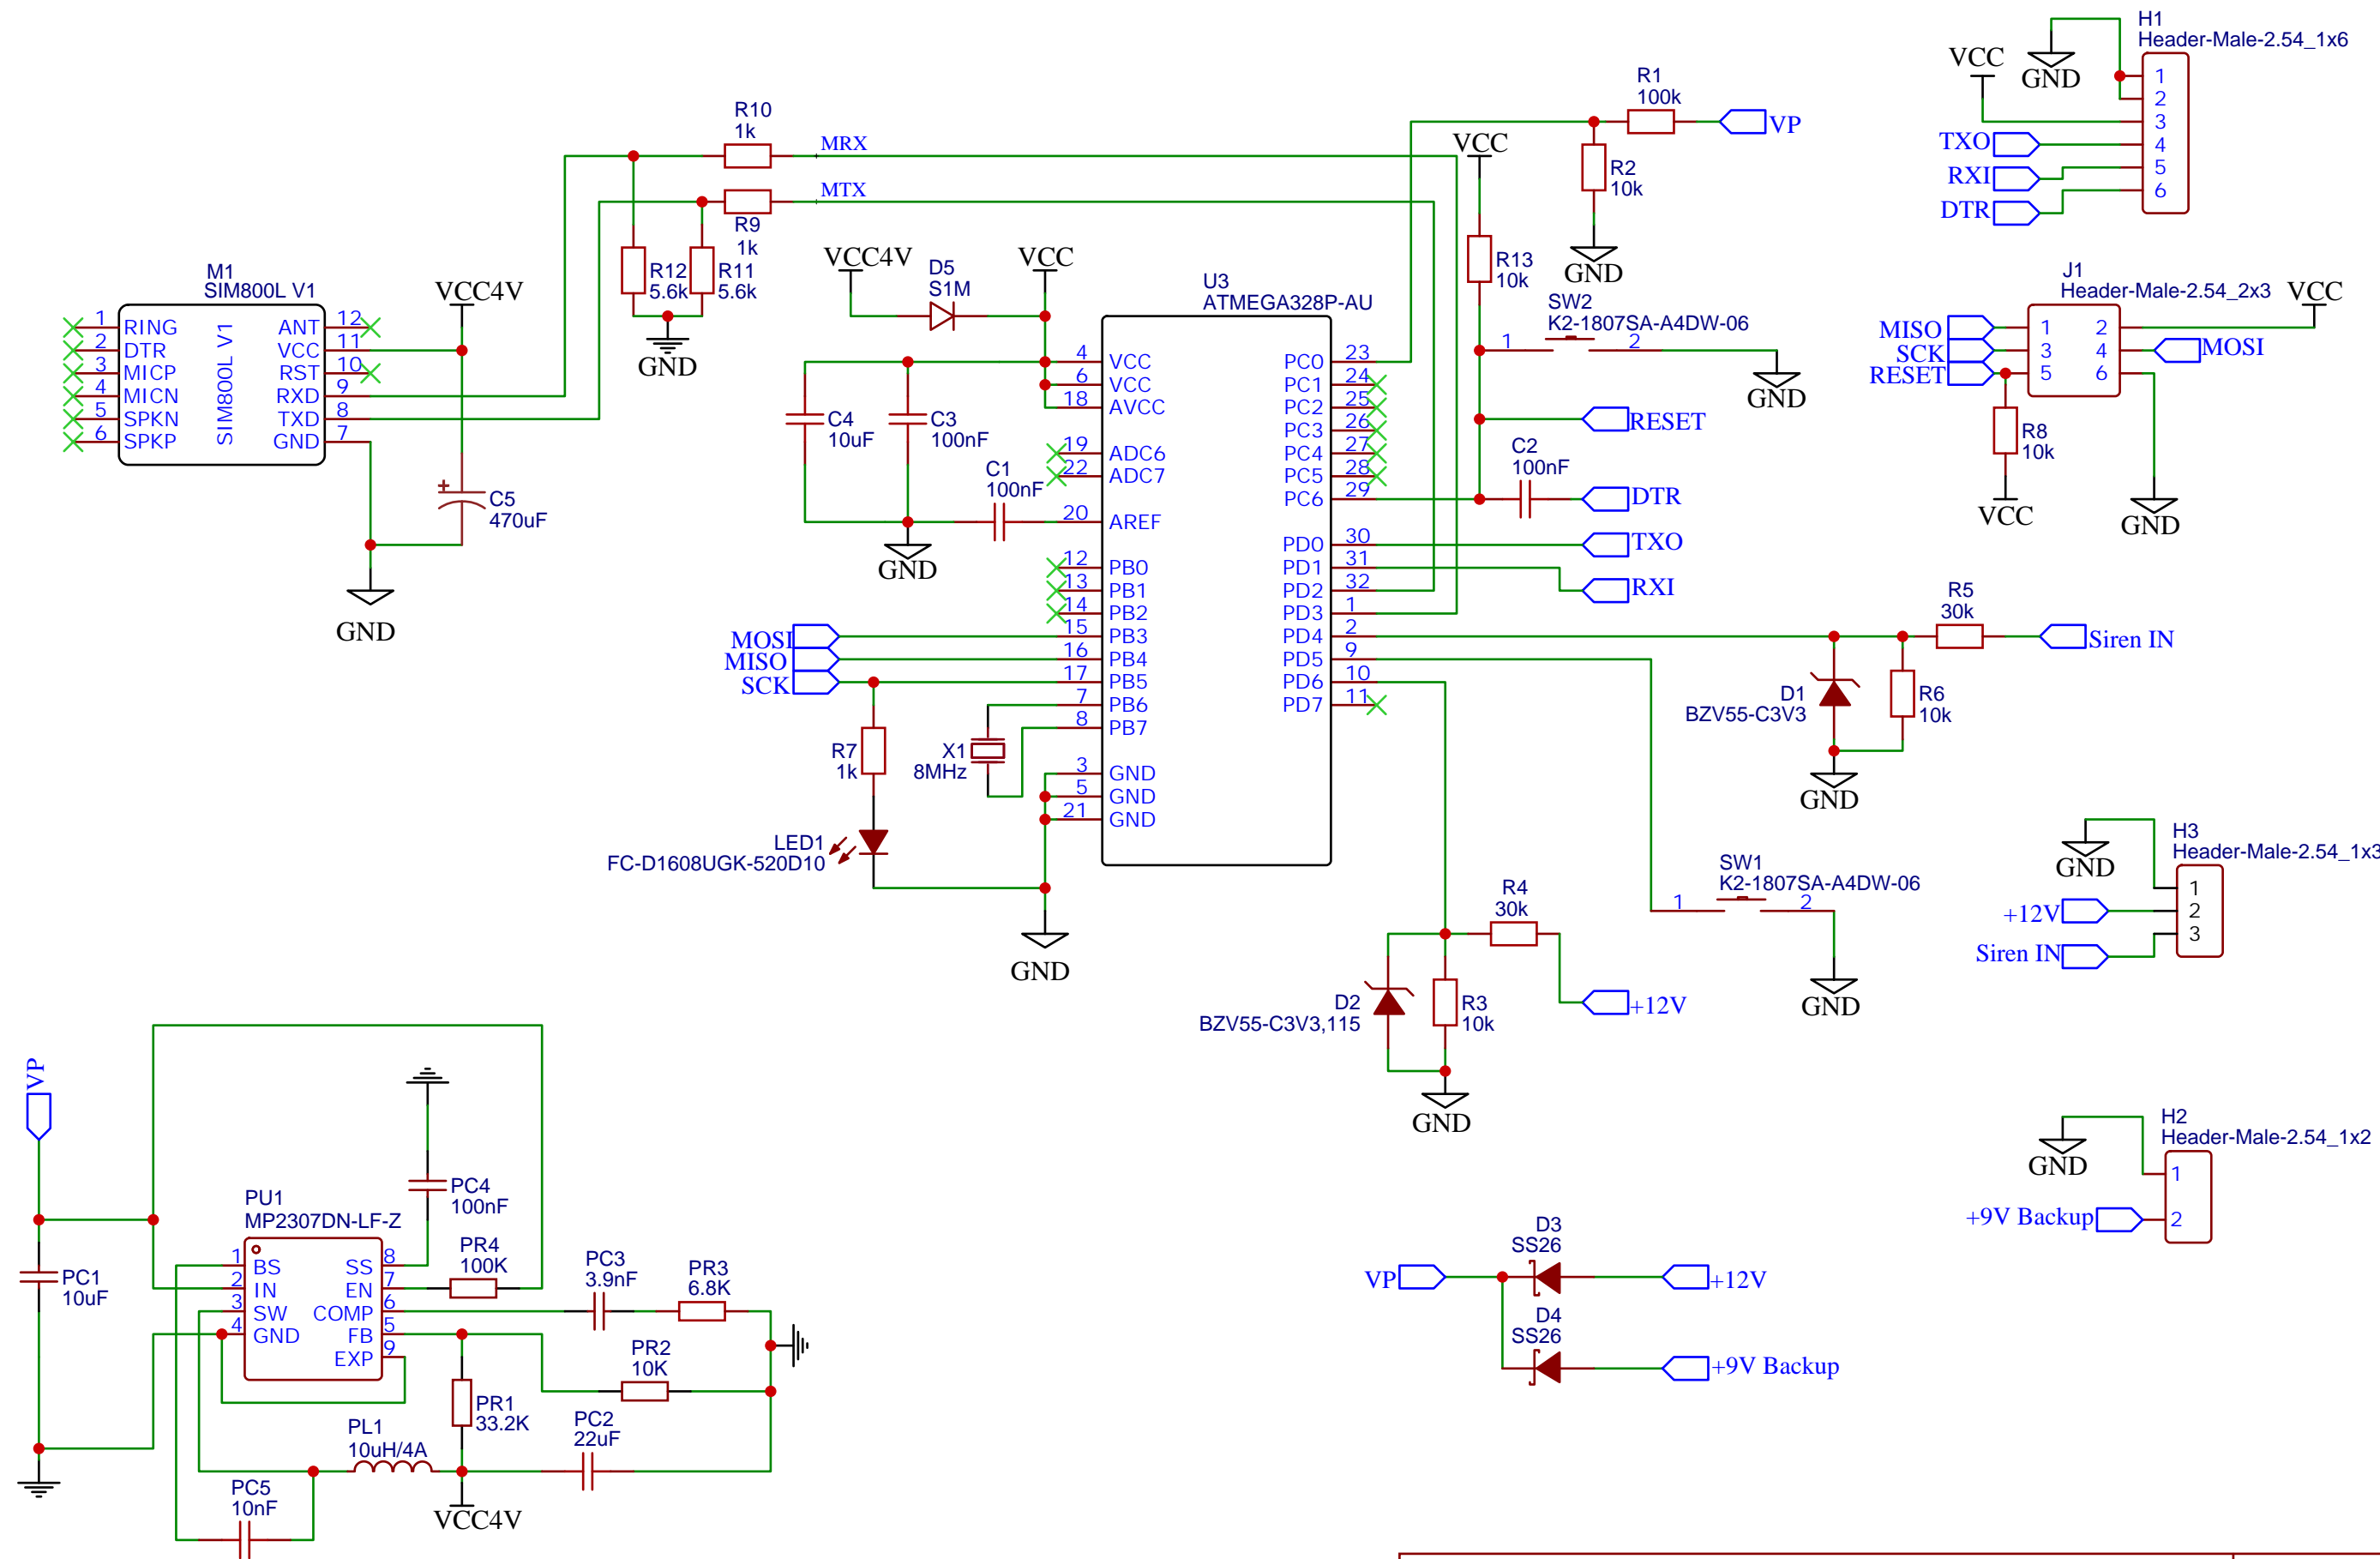 H1
Header-Male-2.54_1x6
VCC
GND
1
2
3
4
5
6
TXO
RXI
DTR
R1
100k
VP
R2
10k
GND
VCC
R13
10k
R10
1k
MRX
MTX
R9
1k
R12
5.6k
R11
5.6k
GND
M1
SIM800L V1
SIM800L V1
1 RING
2 DTR
3 MICP
4 MICN
5 SPKN
6 SPKP
ANT 12
VCC 11
RST 10
RXD 9
TXD 8
GND 7
VCC4V
C5
470uF
GND
VCC4V
D5
S1M
VCC
C4
10uF
C3
100nF
C1
100nF
GND
U3
ATMEGA328P-AU
4 VCC
6 VCC
18 AVCC
19 ADC6
22 ADC7
20 AREF
12 PB0
13 PB1
14 PB2
15 PB3
16 PB4
17 PB5
7 PB6
8 PB7
3 GND
5 GND
21 GND
PC0 23
PC1 24
PC2 25
PC3 26
PC4 27
PC5 28
PC6 29
PD0 30
PD1 31
PD2 32
PD3 1
PD4 2
PD5 9
PD6 10
PD7 11
MOSI
MISO
SCK
R7
1k
X1
8MHz
LED1
FC-D1608UGK-520D10
GND
SW2
K2-1807SA-A4DW-06
1
2
GND
RESET
C2
100nF
DTR
TXO
RXI
J1
Header-Male-2.54_2x3
VCC
MISO
SCK
RESET
1 2
3 4
5 6
MOSI
R8
10k
VCC
GND
R5
30k
Siren IN
D1
BZV55-C3V3
R6
10k
GND
SW1
K2-1807SA-A4DW-06
1
2
GND
R4
30k
D2
BZV55-C3V3,115
R3
10k
+12V
GND
H3
Header-Male-2.54_1x3
GND
1
2
3
+12V
Siren IN
H2
Header-Male-2.54_1x2
GND
1
2
+9V Backup
VP
D3
SS26
+12V
D4
SS26
+9V Backup
VP
PC1
10uF
PU1
MP2307DN-LF-Z
1 BS
2 IN
3 SW
4 GND
SS 8
EN 7
COMP 6
FB 5
EXP 9
PC4
100nF
PR4
100K
PC3
3.9nF
PR3
6.8K
PR2
10K
PR1
33.2K
PC2
22uF
PL1
10uH/4A
PC5
10nF
VCC4V